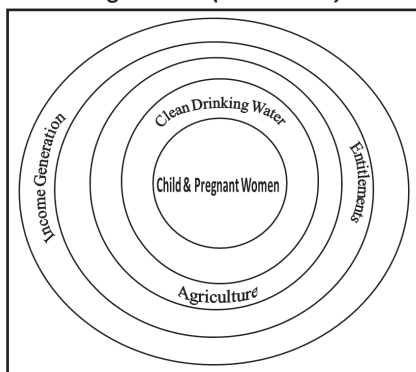 Clean Drinking Water
Income Generation
Entitlements
Child & Pregnant Women
Agriculture